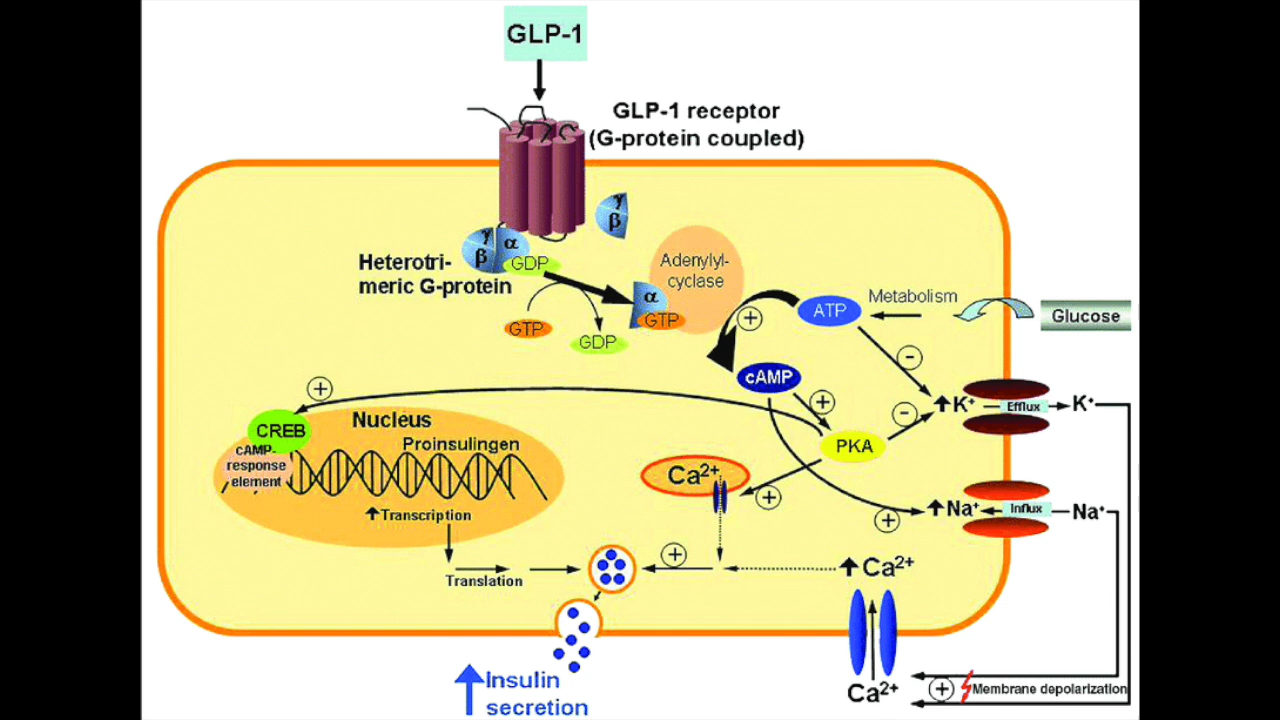 GLP-1
GLP-1 receptor
(G-protein coupled)
γ
β
γ
β
α
GDP
Heterotri-
meric G-protein
Adenylyl-
cyclase
α
GTP
GTP
GDP
+
ATP
Metabolism
Glucose
−
cAMP
+
−
↑K⁺
Efflux
K⁺
PKA
+
CREB
Nucleus
Proinsulingen
cAMP-
response
element
↑Transcription
Translation
Ca²⁺
+
+
↑Na⁺
Influx
Na⁺
+
↑Ca²⁺
Ca²⁺
+
Membrane depolarization
↑Insulin
secretion